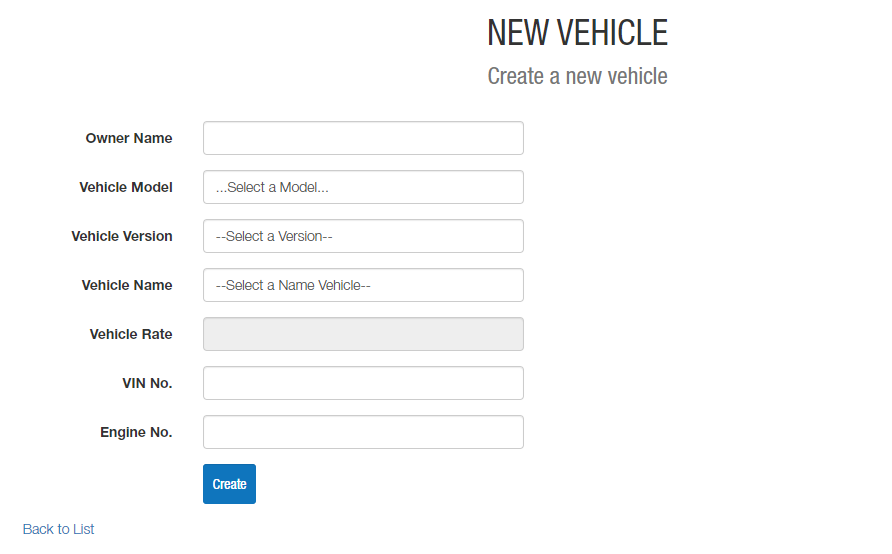 NEW VEHICLE
Create a new vehicle
Owner Name
Vehicle Model ...Select a Model...
Vehicle Version --Select a Version--
Vehicle Name --Select a Name Vehicle--
Vehicle Rate
VIN No.
Engine No.
Create
Back to List